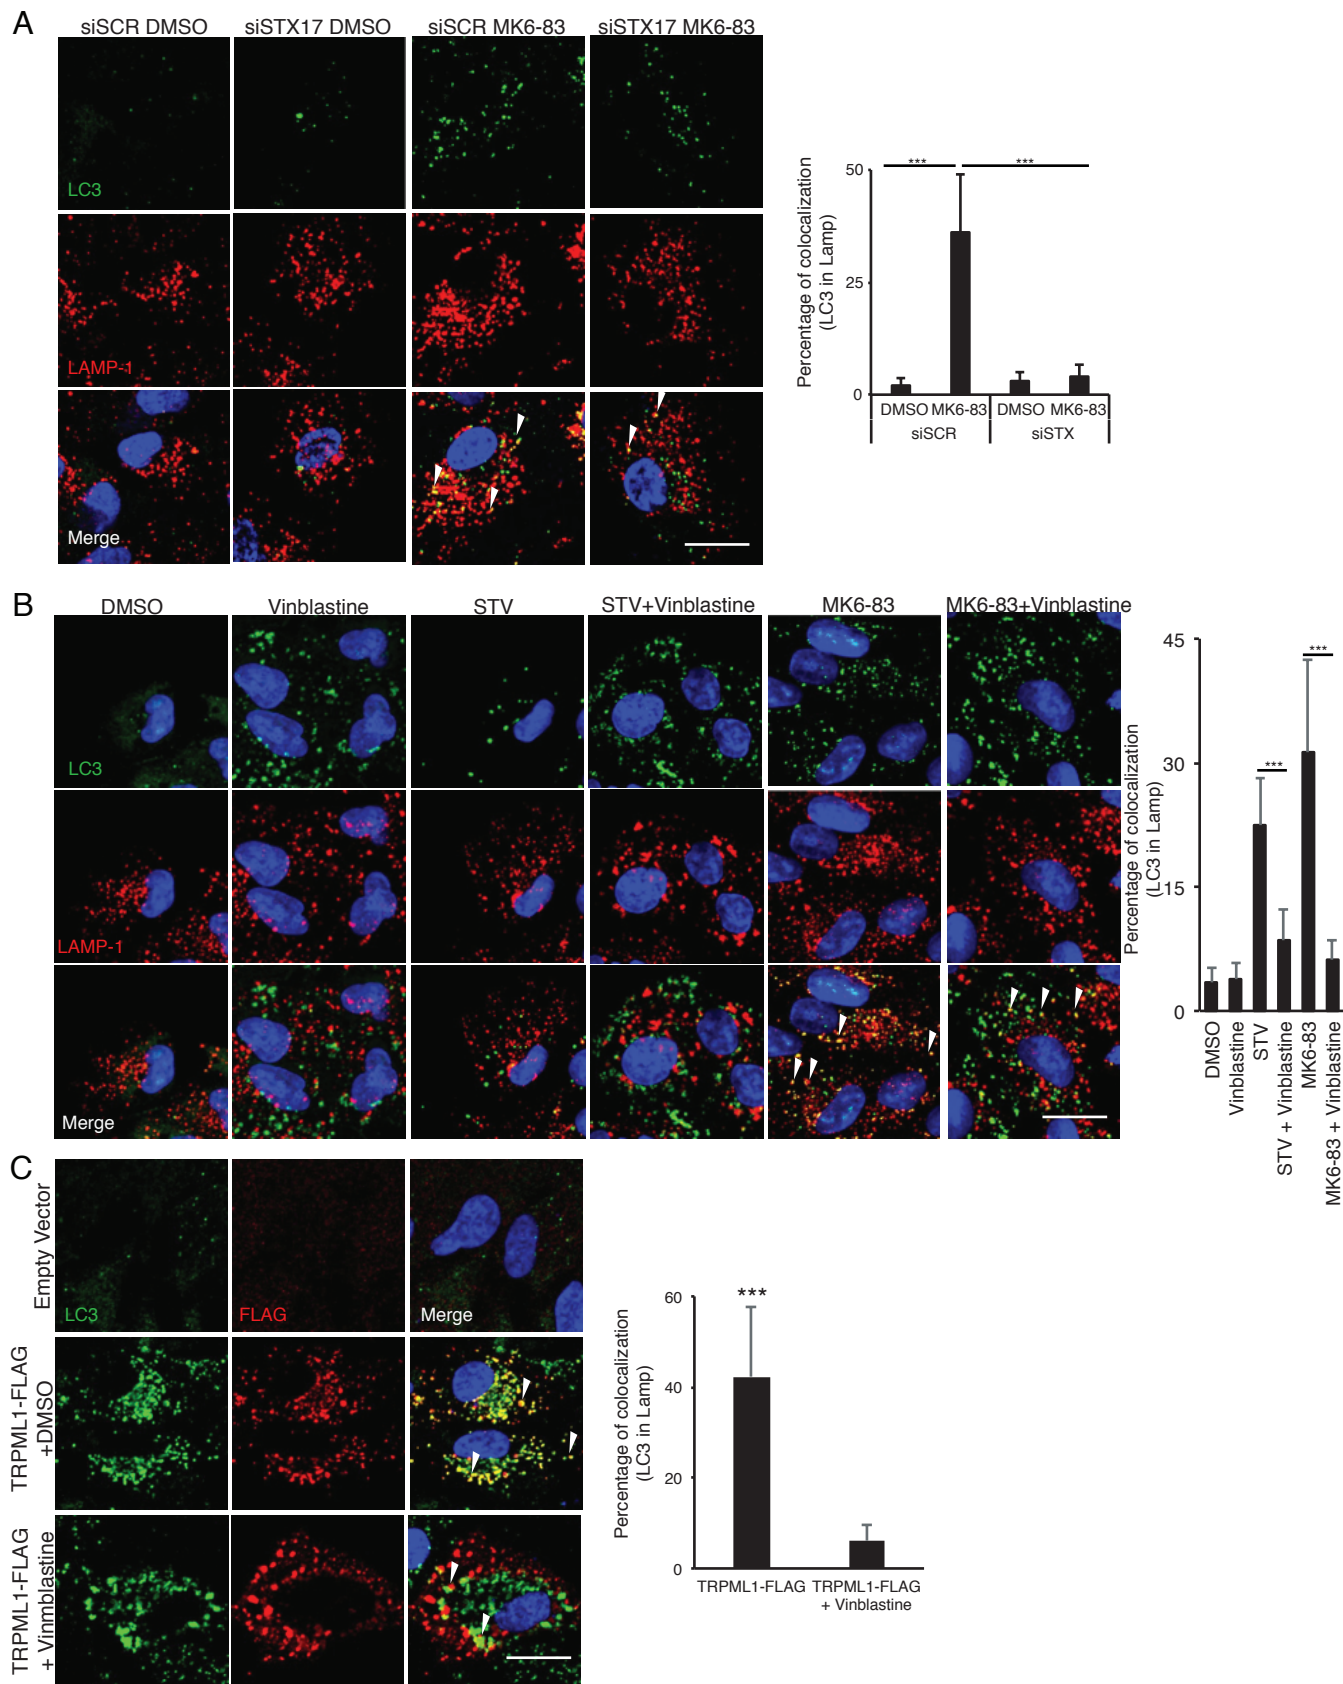 A
siSCR DMSO
siSTX17 DMSO
siSCR MK6-83
siSTX17 MK6-83
LC3
LAMP-1
Merge
Percentage of colocalization
(LC3 in Lamp)
50
25
0
***
***
DMSO MK6-83
DMSO MK6-83
siSCR
siSTX
B
DMSO
Vinblastine
STV
STV+Vinblastine
MK6-83
MK6-83+Vinblastine
LC3
LAMP-1
Merge
Percentage of colocalization
(LC3 in Lamp)
45
30
15
0
***
***
DMSO
Vinblastine
STV
STV + Vinblastine
MK6-83
MK6-83 + Vinblastine
C
Empty Vector
TRPML1-FLAG
+DMSO
TRPML1-FLAG
+ Vinmblastine
LC3
FLAG
Merge
Percentage of colocalization
(LC3 in Lamp)
60
40
20
0
***
TRPML1-FLAG
TRPML1-FLAG
+ Vinblastine